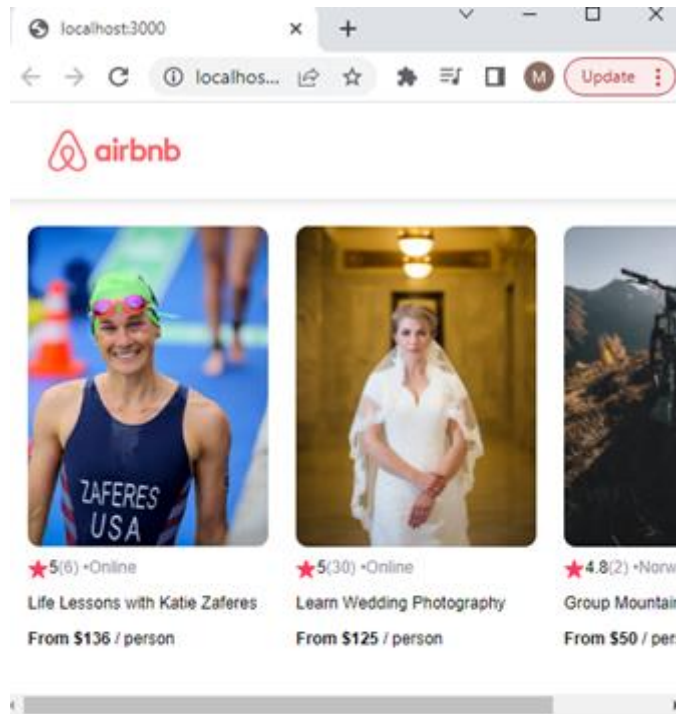 localhost:3000
localhos...
M
Update
airbnb
ZAFERES
USA
5(6) •Online
5(30) •Online
4.8(2) •Norw
Life Lessons with Katie Zaferes
Learn Wedding Photography
Group Mountain
From $136 / person
From $125 / person
From $50 / per